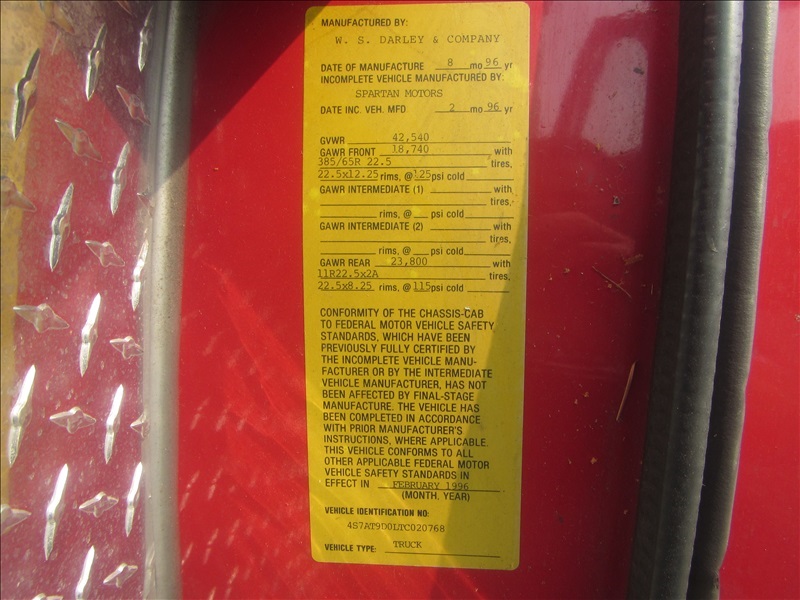 MANUFACTURED BY:
W. S. DARLEY & COMPANY
DATE OF MANUFACTURE 8 mo 96 yr
INCOMPLETE VEHICLE MANUFACTURED BY:
SPARTAN MOTORS
DATE INC. VEH. MFD 2 mo 96 yr
GVWR 42,540
GAWR FRONT 18,740 with
385/65R 22.5 tires,
22.5x12.25 rims, @ 125 psi cold
GAWR INTERMEDIATE (1) with
tires,
rims, @ psi cold
GAWR INTERMEDIATE (2) with
tires,
rims, @ psi cold
GAWR REAR 23,800 with
11R22.5x2A tires,
22.5x8.25 rims, @ 115 psi cold
CONFORMITY OF THE CHASSIS-CAB
TO FEDERAL MOTOR VEHICLE SAFETY
STANDARDS, WHICH HAVE BEEN
PREVIOUSLY FULLY CERTIFIED BY
THE INCOMPLETE VEHICLE MANU-
FACTURER OR BY THE INTERMEDIATE
VEHICLE MANUFACTURER, HAS NOT
BEEN AFFECTED BY FINAL-STAGE
MANUFACTURE. THE VEHICLE HAS
BEEN COMPLETED IN ACCORDANCE
WITH PRIOR MANUFACTURER'S
INSTRUCTIONS, WHERE APPLICABLE.
THIS VEHICLE CONFORMS TO ALL
OTHER APPLICABLE FEDERAL MOTOR
VEHICLE SAFETY STANDARDS IN
EFFECT IN FEBRUARY 1996
(MONTH. YEAR)
VEHICLE IDENTIFICATION NO:
4S7AT9D0LTC020768
VEHICLE TYPE: TRUCK